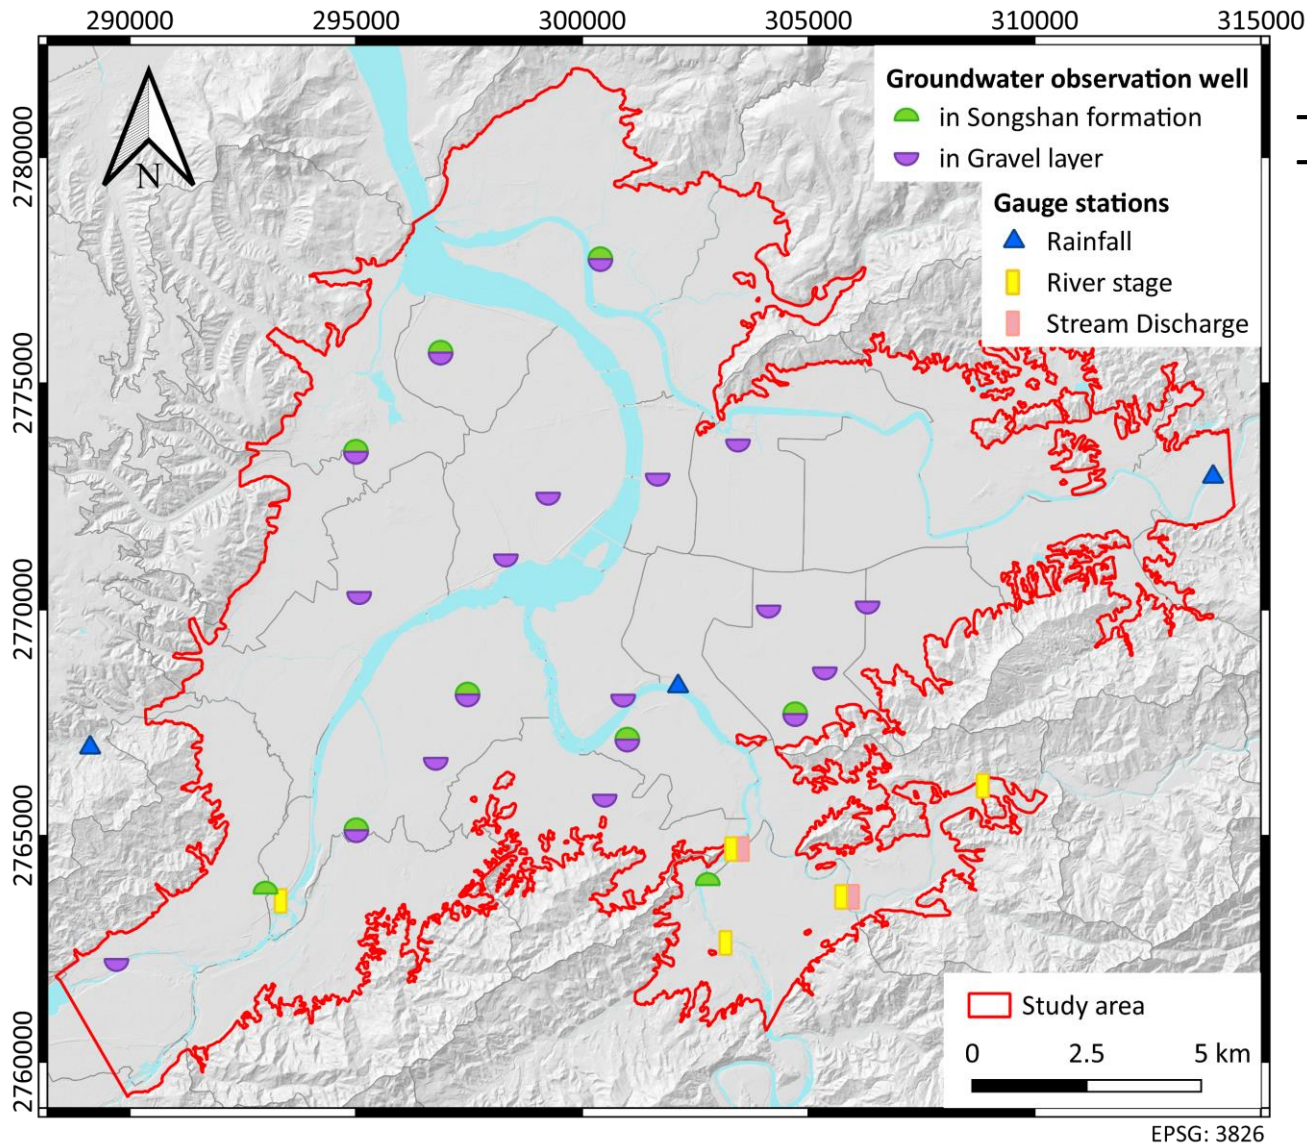 290000 295000 300000 305000 310000 315000
2780000
2775000
2770000
2765000
2760000
N
Groundwater observation well
in Songshan formation
in Gravel layer
Gauge stations
Rainfall
River stage
Stream Discharge
Study area
0 2.5 5 km
EPSG: 3826